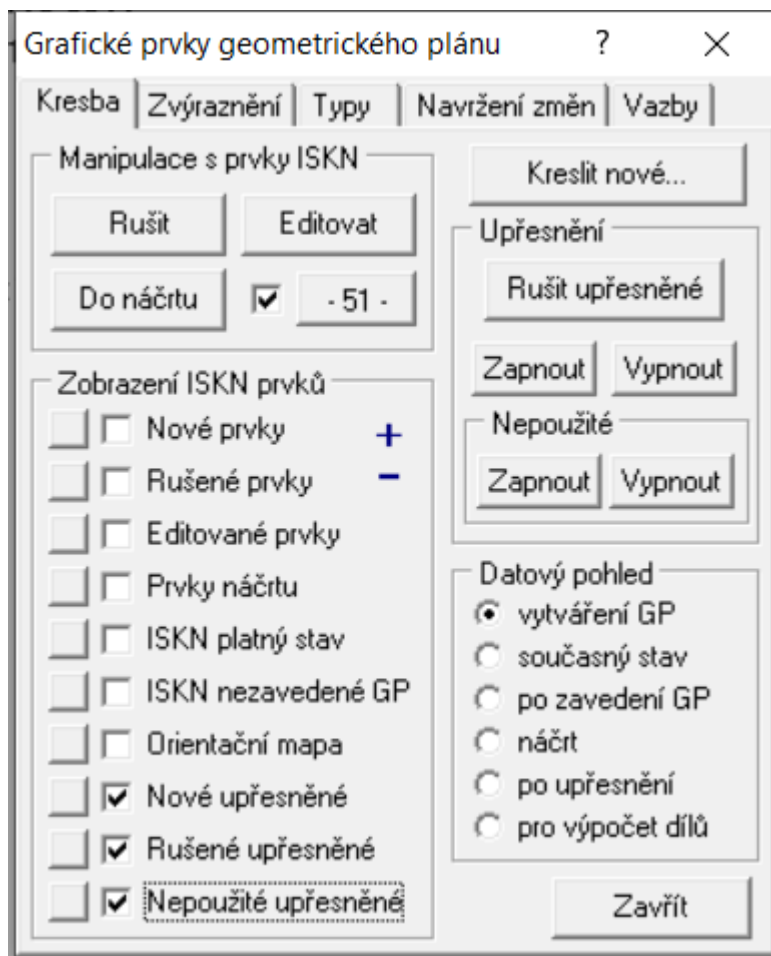 Grafické prvky geometrického plánu ? ×
Kresba Zvýraznění Typy Navržení změn Vazby
Manipulace s prvky ISKN
Rušit Editovat
Do náčrtu - 51 -
Zobrazení ISKN prvků
Nové prvky +
Rušené prvky -
Editované prvky
Prvky náčrtu
ISKN platný stav
ISKN nezavedené GP
Orientační mapa
Nové upřesněné
Rušené upřesněné
Nepoužité upřesněné
Kreslit nové...
Upřesnění
Rušit upřesněné
Zapnout Vypnout
Nepoužité
Zapnout Vypnout
Datový pohled
vytváření GP
současný stav
po zavedení GP
náčrt
po upřesnění
pro výpočet dílů
Zavřít